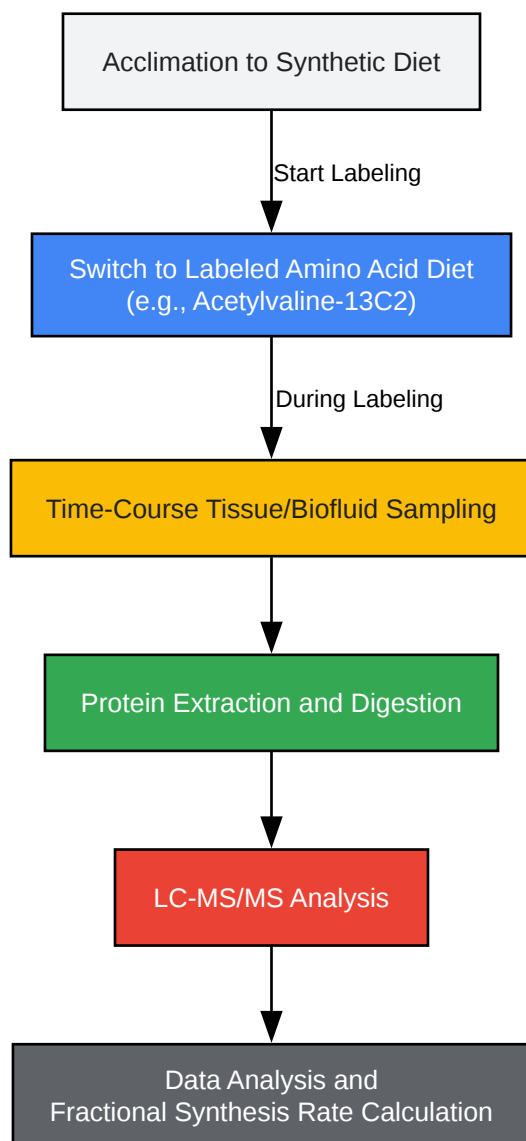 Acclimation to Synthetic Diet
Start Labeling
Switch to Labeled Amino Acid Diet
(e.g., Acetylvaline-13C2)
During Labeling
Time-Course Tissue/Biofluid Sampling
Protein Extraction and Digestion
LC-MS/MS Analysis
Data Analysis and
Fractional Synthesis Rate Calculation